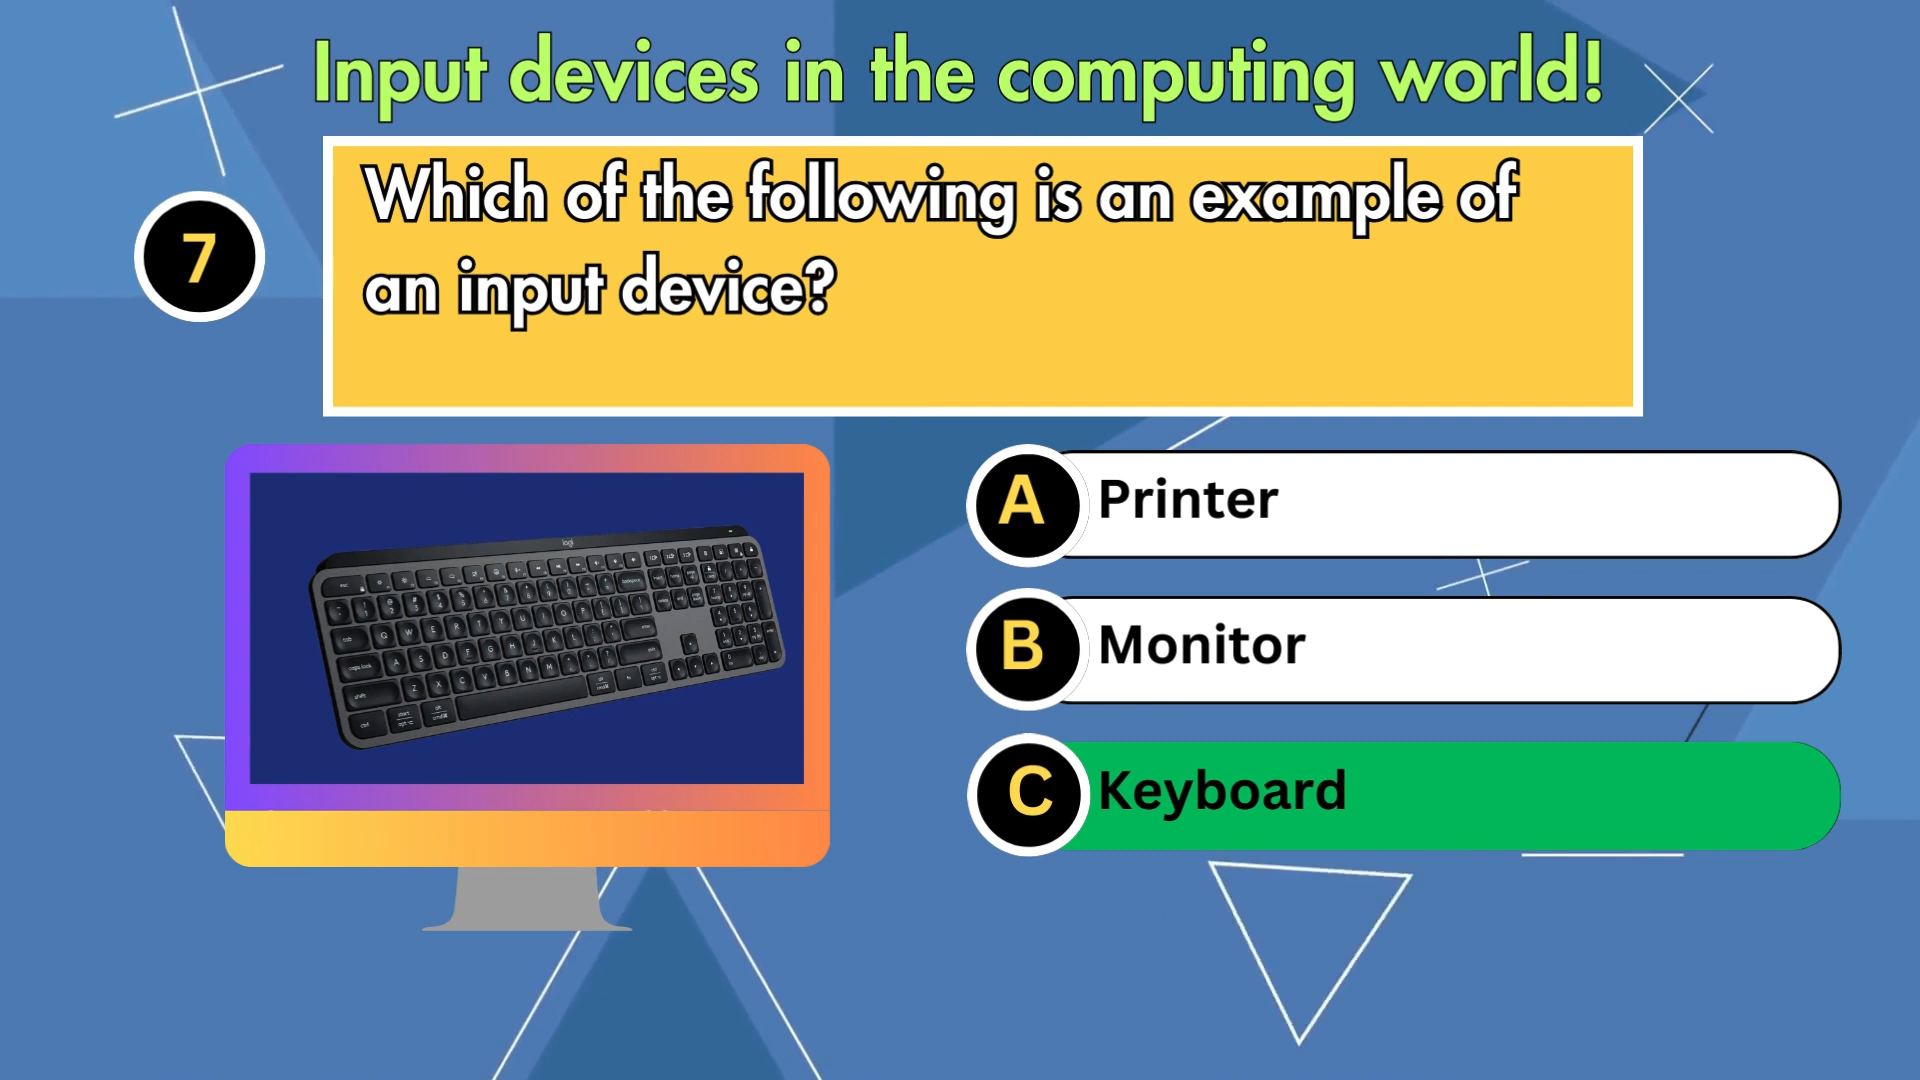 Input devices in the computing world!
7
Which of the following is an example of
an input device?
A Printer
B Monitor
C Keyboard
logi